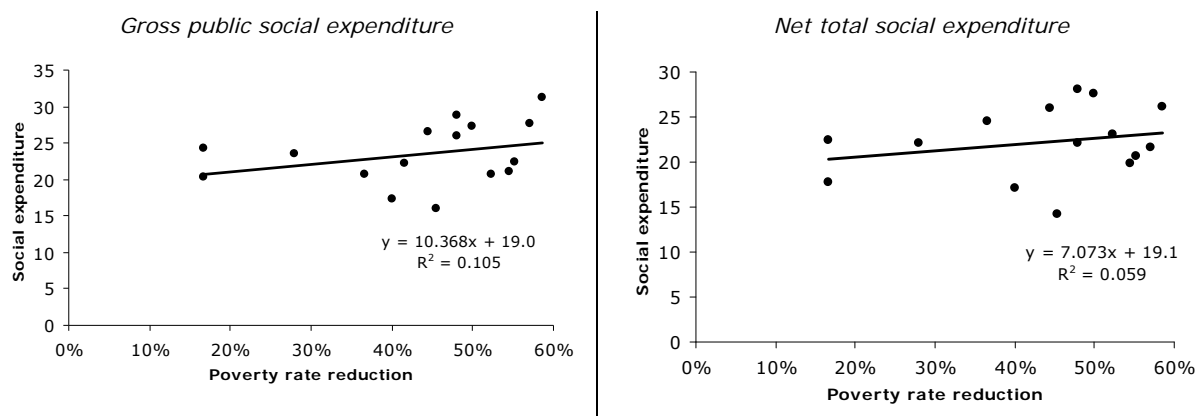 Gross public social expenditure
Social expenditure
35
30
25
20
15
10
5
0
y = 10.368x + 19.0
R² = 0.105
0% 10% 20% 30% 40% 50% 60%
Poverty rate reduction
Net total social expenditure
Social expenditure
30
25
20
15
10
5
0
y = 7.073x + 19.1
R² = 0.059
0% 10% 20% 30% 40% 50% 60%
Poverty rate reduction